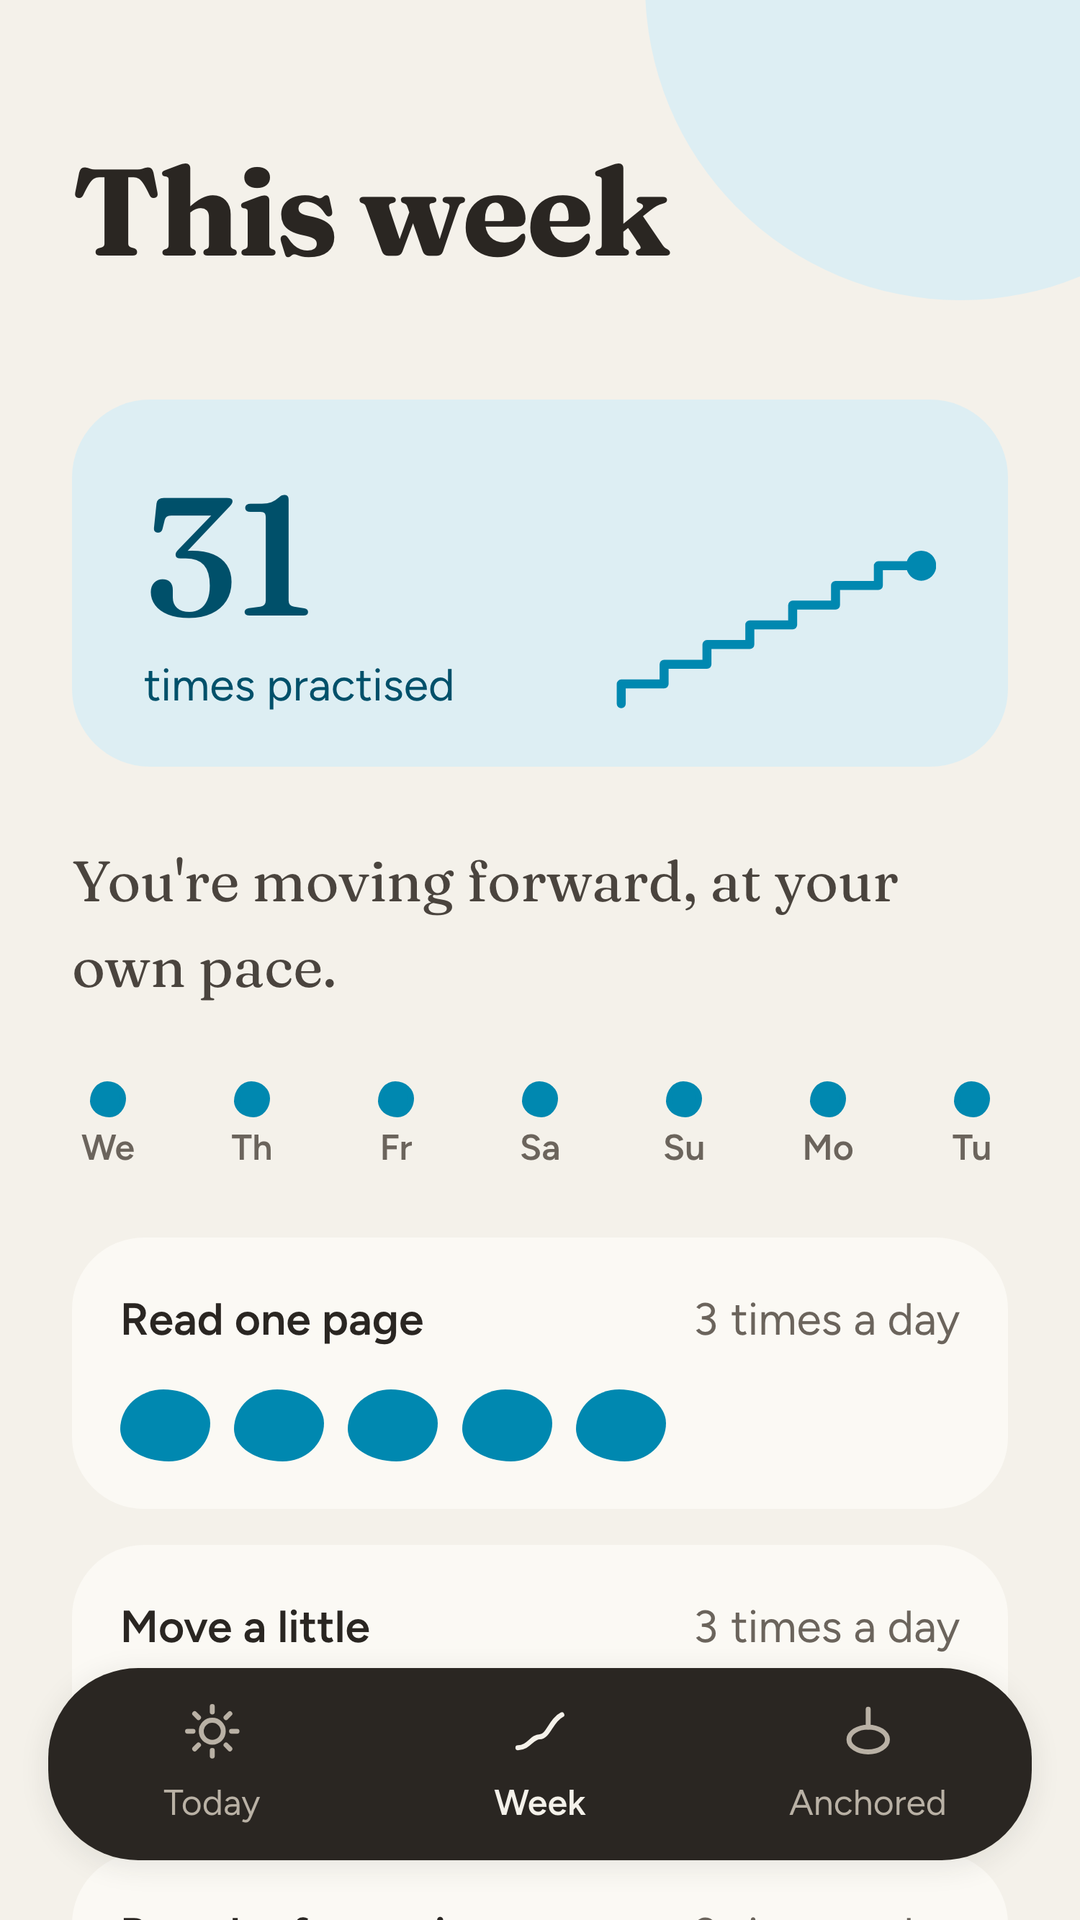 This week
31
times practised
You're moving forward, at your
own pace.
We Th Fr Sa Su Mo Tu
Read one page 3 times a day
Move a little 3 times a day
Today Week Anchored